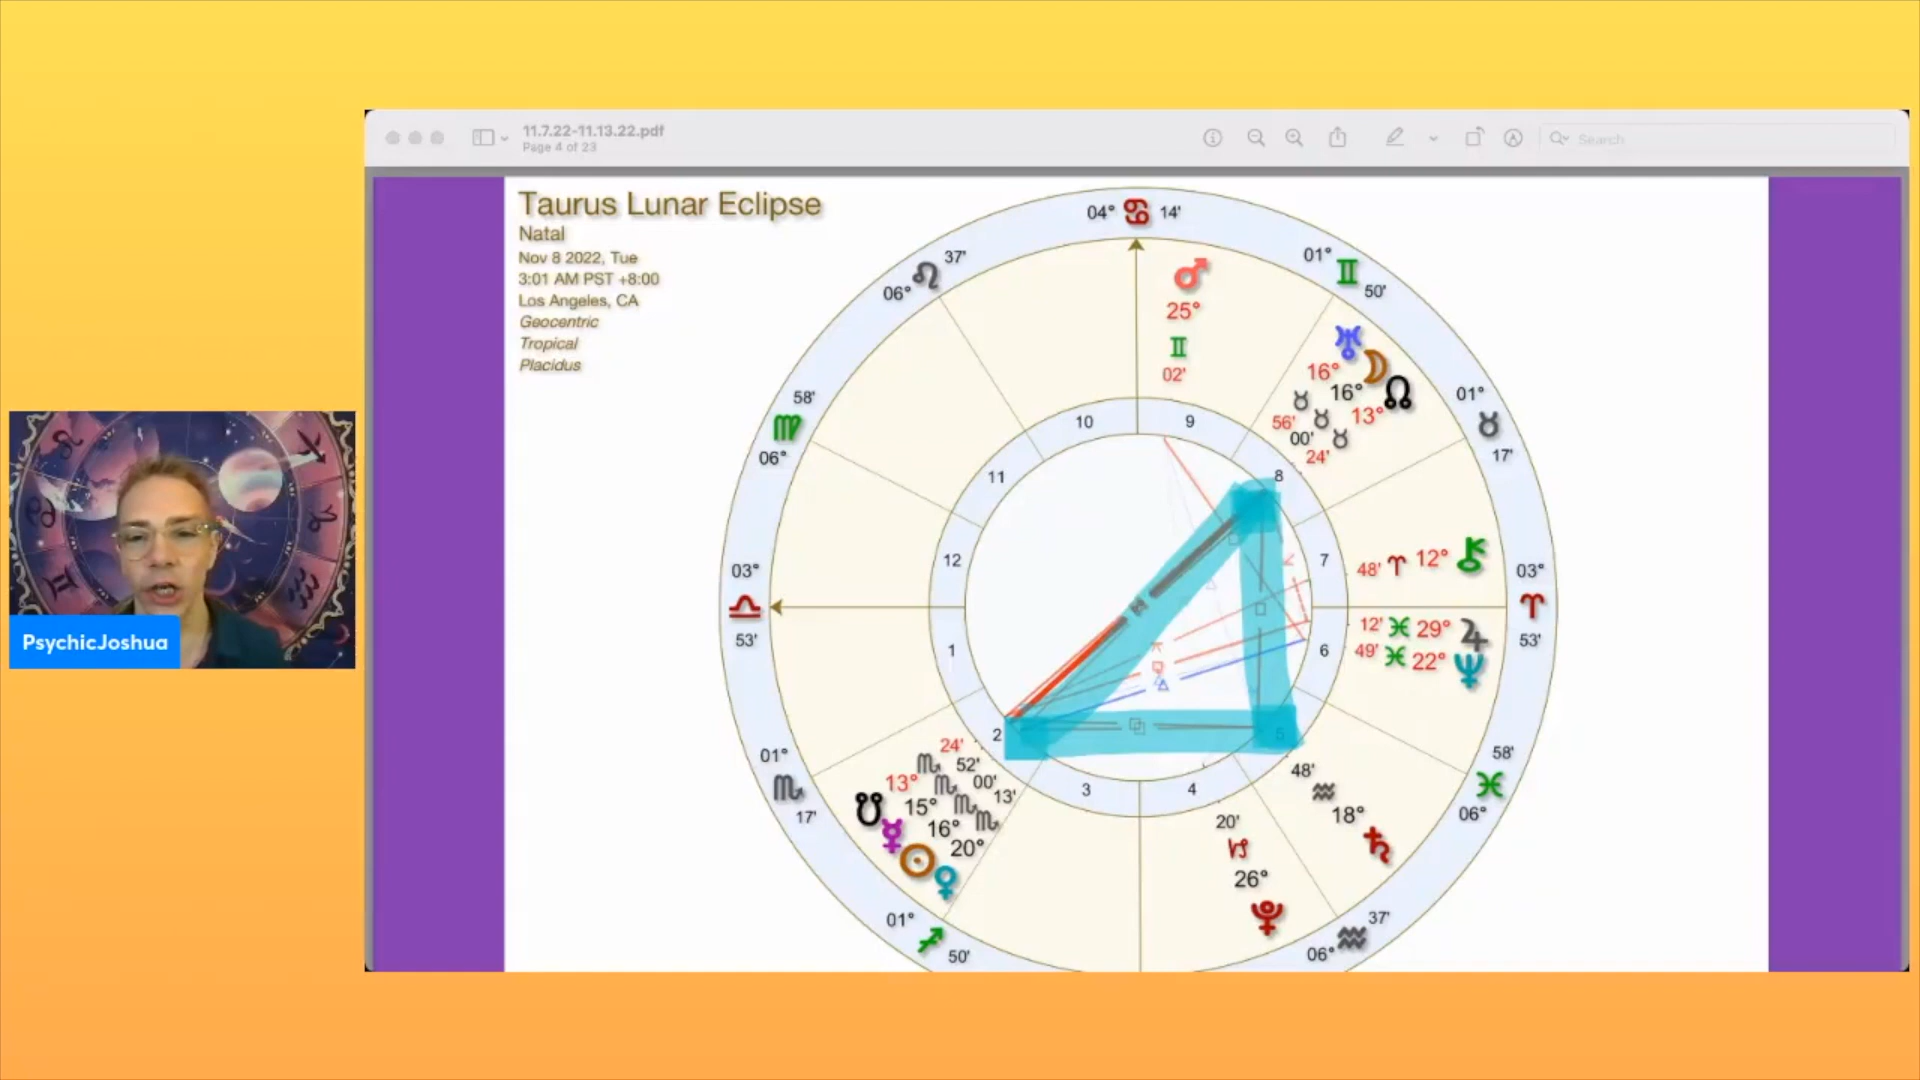 11.7.22-11.13.22.pdf
Page 4 of 23
Search
Taurus Lunar Eclipse
Natal
Nov 8 2022, Tue
3:01 AM PST +8:00
Los Angeles, CA
Geocentric
Tropical
Placidus
04° ♋ 14'
01° ♊ 50'
37' ♌ 06°
♂ 25° ♊ 02'
♅ 16° ♉ 56'
☽ 16° ♉ 00'
☊ 13° ♉ 24'
01° ♉ 17'
58' ♍ 06°
10
9
11
8
12
7
1
6
2
5
3
4
48' ♈ 12° ⚷
03° ♈ 53'
12' ♓ 29° ♃
49' ♓ 22° ♆
03° ♎ 53'
PsychicJoshua
01° ♏ 17'
☋ 13° ♏ 24'
☿ 15° ♏ 52'
☉ 16° ♏ 00'
♀ 20° ♏ 13'
48' ♒ 18° ♄
58' ♓ 06°
20' ♑ 26° ♇
01° ♐ 50'
06° ♒ 37'